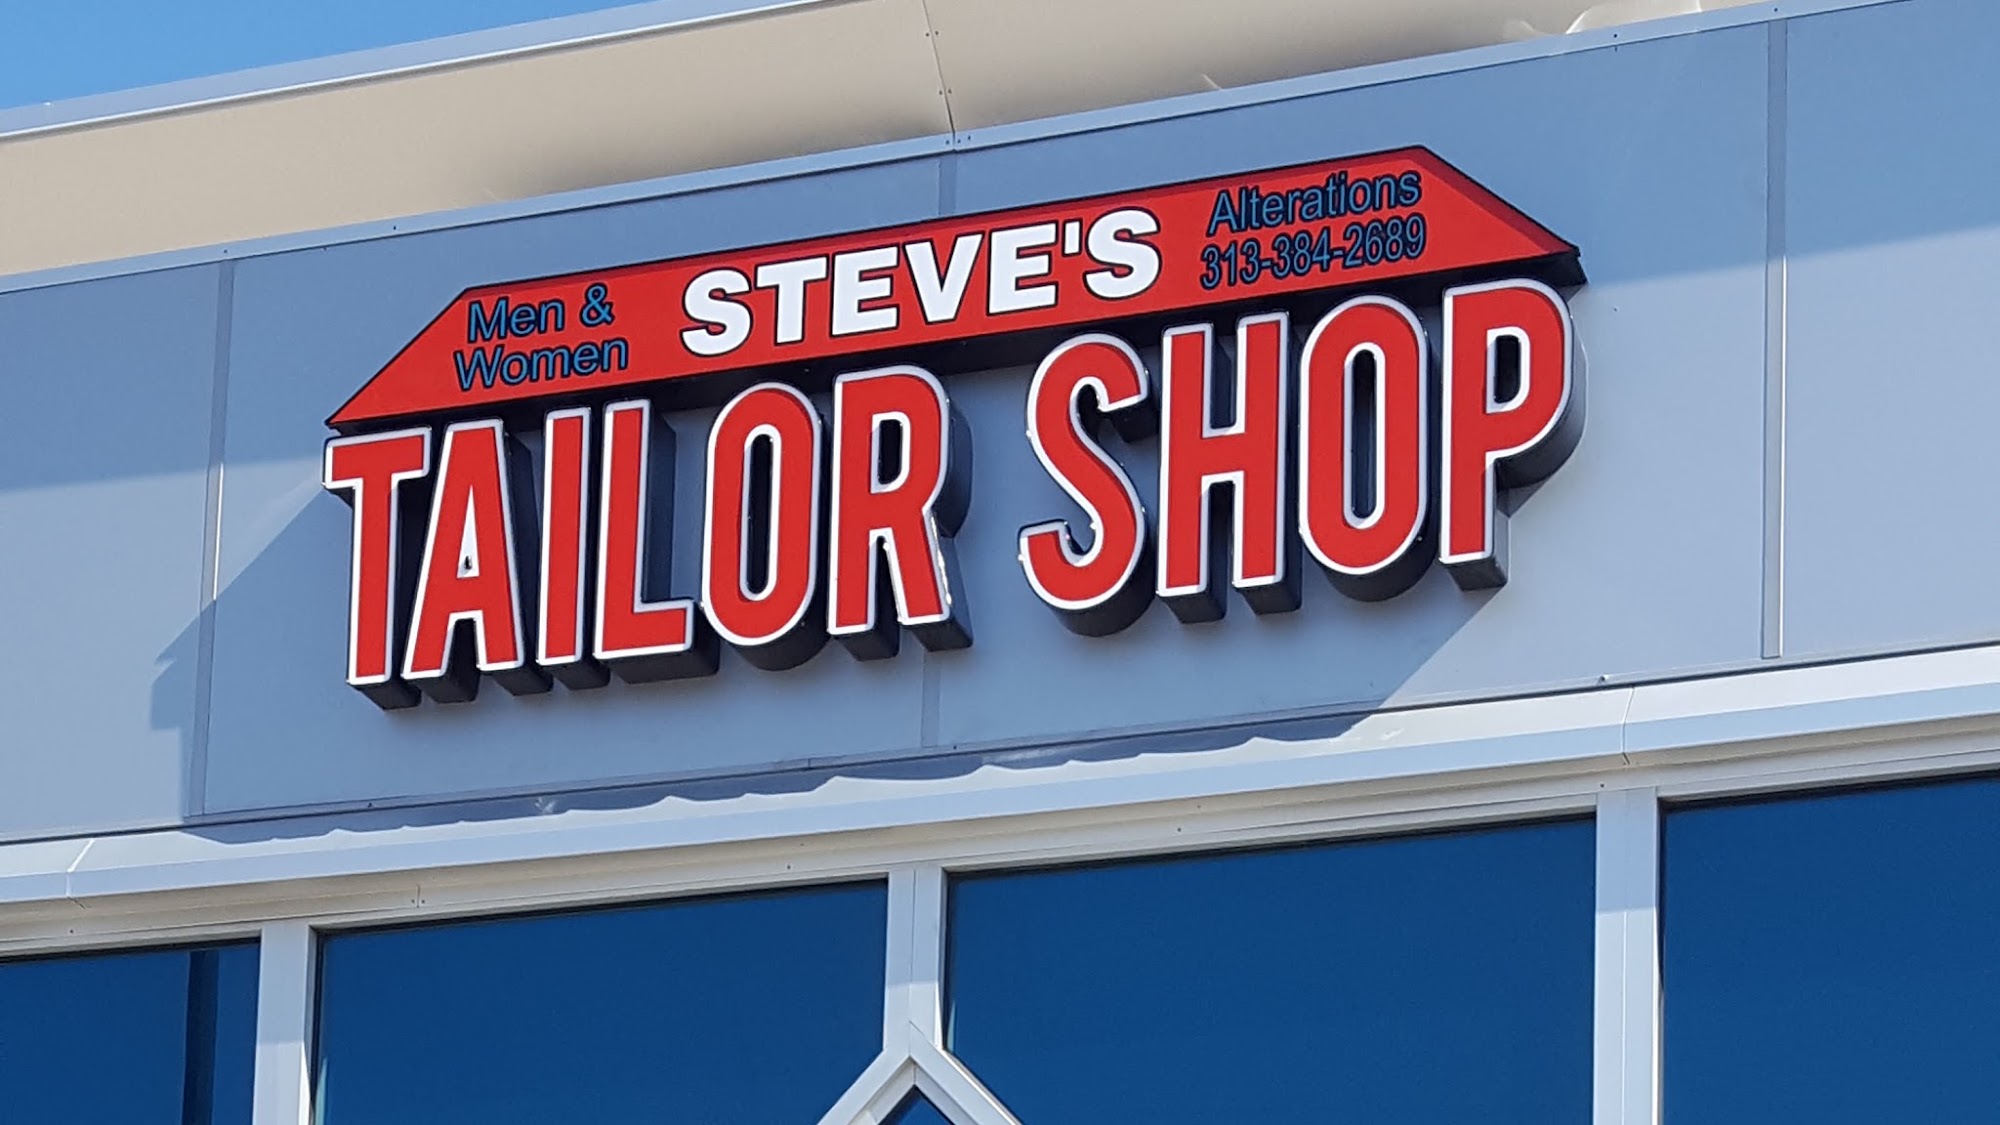 Men &
Women
STEVE'S
Alterations
313-384-2689
TAILOR SHOP